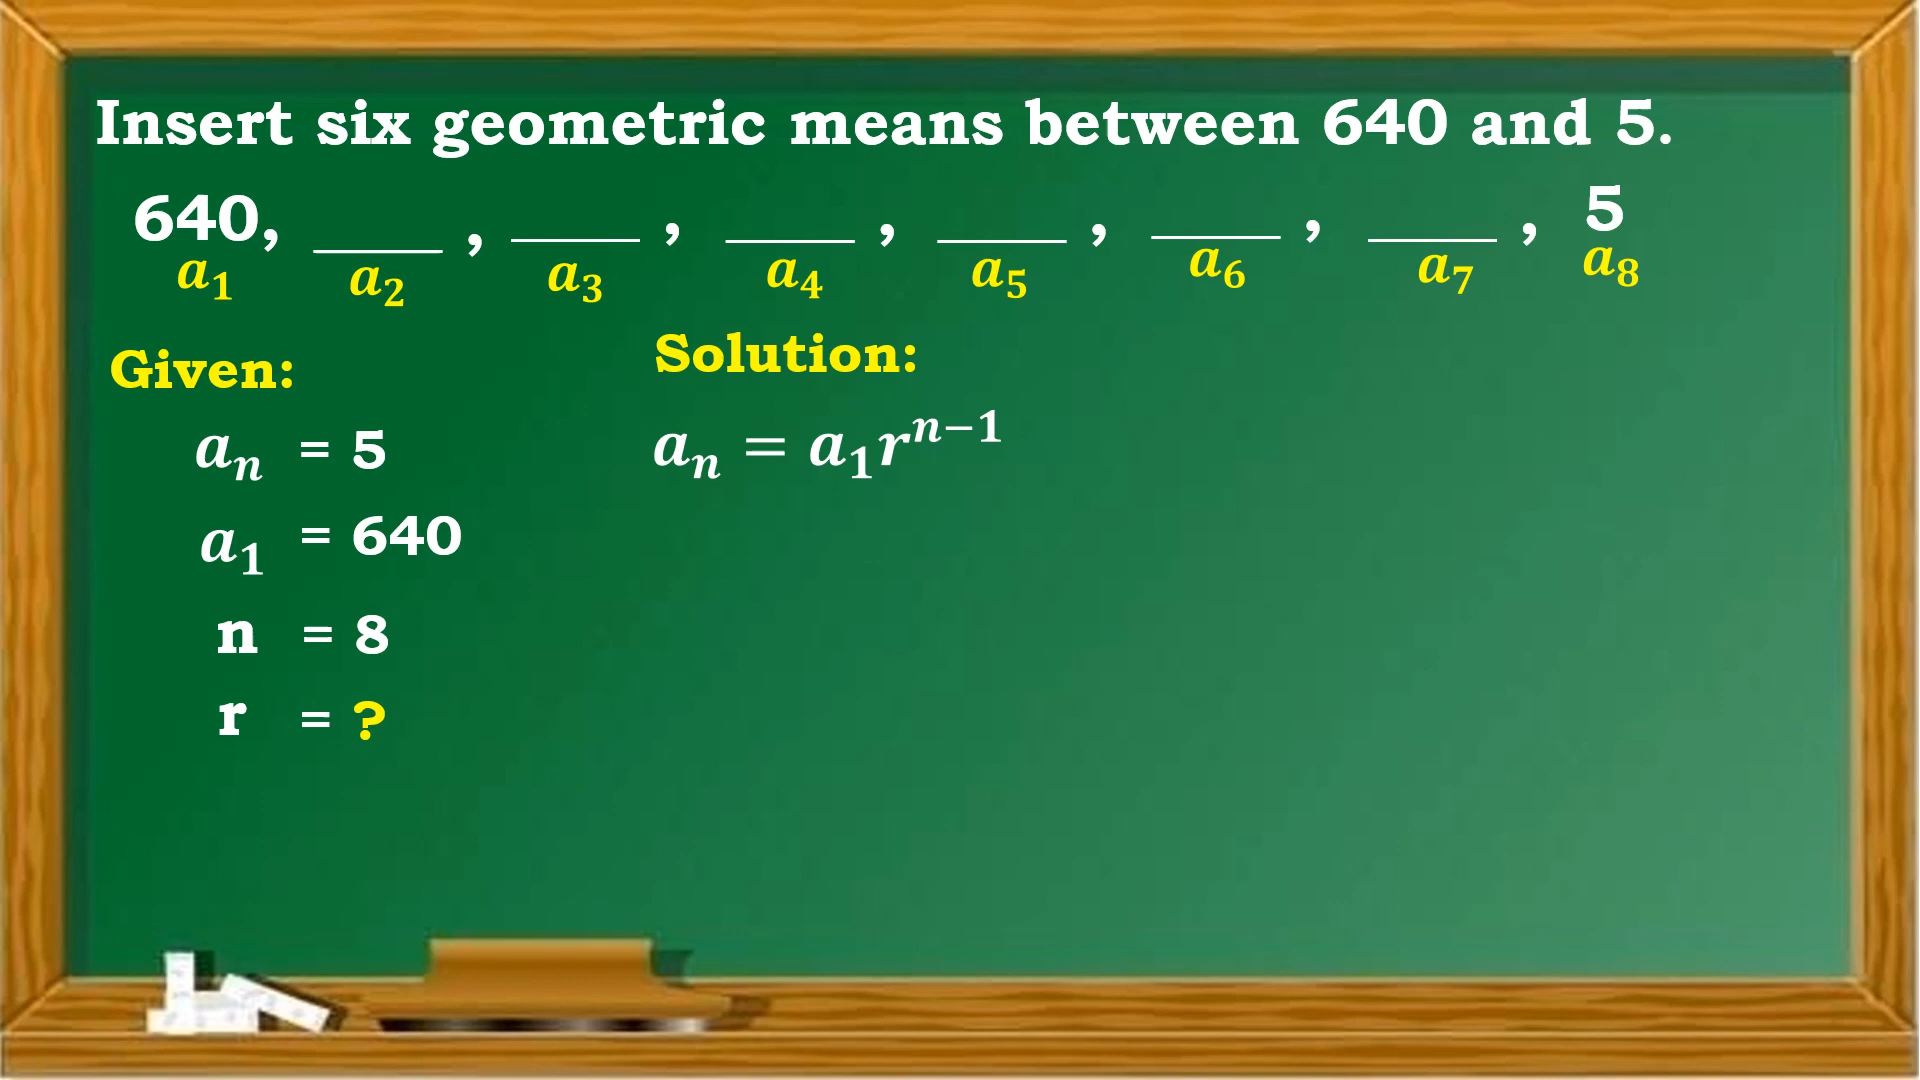 Insert six geometric means between 640 and 5.
640, ____ , ____ , ____ , ____ , ____ , ____ , 5
a₁ a₂ a₃ a₄ a₅ a₆ a₇ a₈
Given:
aₙ = 5
a₁ = 640
n = 8
r = ?
Solution:
aₙ = a₁rⁿ⁻¹